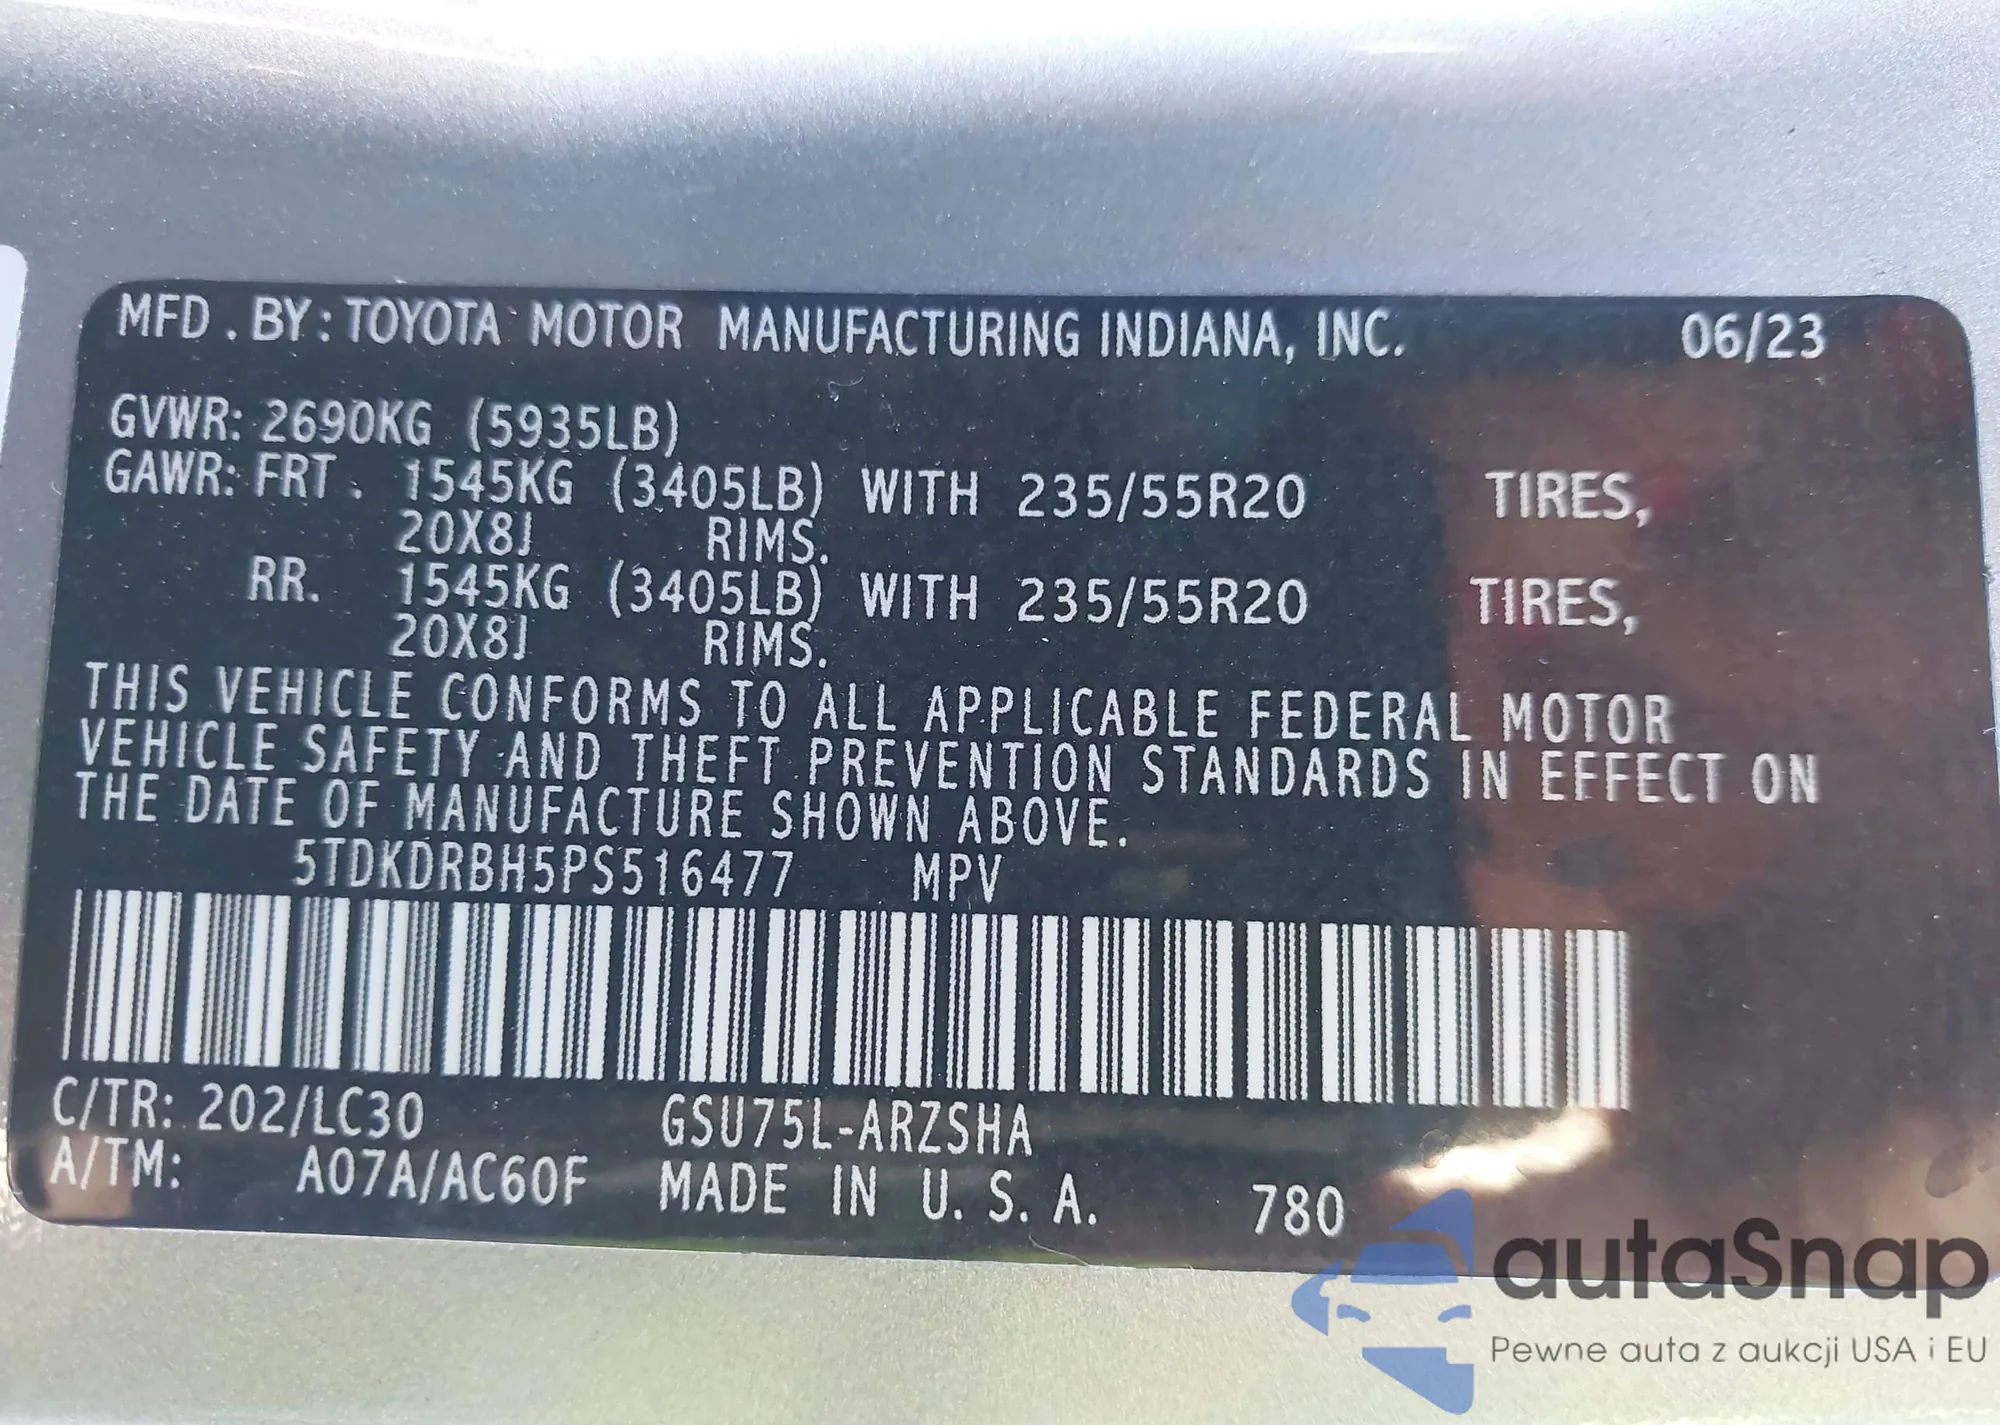 MFD . BY: TOYOTA MOTOR MANUFACTURING INDIANA, INC. 06/23
GVWR: 2690KG (5935LB)
GAWR: FRT. 1545KG (3405LB) WITH 235/55R20 TIRES,
20X8J RIMS.
RR. 1545KG (3405LB) WITH 235/55R20 TIRES,
20X8J RIMS.
THIS VEHICLE CONFORMS TO ALL APPLICABLE FEDERAL MOTOR
VEHICLE SAFETY AND THEFT PREVENTION STANDARDS IN EFFECT ON
THE DATE OF MANUFACTURE SHOWN ABOVE.
5TDKDRBH5PS516477 MPV
C/TR: 202/LC30 GSU75L-ARZSHA
A/TM: A07A/AC60F MADE IN U. S. A. 780
autaSnap
Pewne auta z aukcji USA i EU